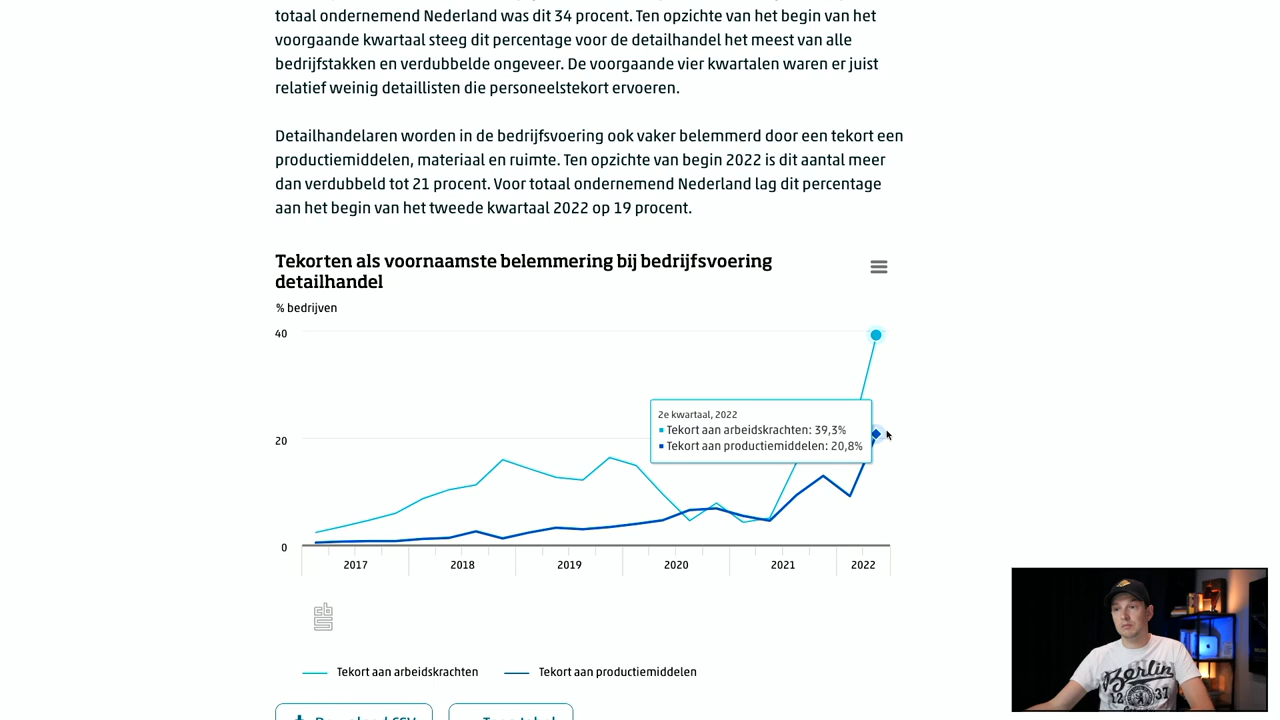 totaal ondernemend Nederland was dit 34 procent. Ten opzichte van het begin van het
voorgaande kwartaal steeg dit percentage voor de detailhandel het meest van alle
bedrijfstakken en verdubbelde ongeveer. De voorgaande vier kwartalen waren er juist
relatief weinig detaillisten die personeelstekort ervoeren.
Detailhandelaren worden in de bedrijfsvoering ook vaker belemmerd door een tekort een
productiemiddelen, materiaal en ruimte. Ten opzichte van begin 2022 is dit aantal meer
dan verdubbeld tot 21 procent. Voor totaal ondernemend Nederland lag dit percentage
aan het begin van het tweede kwartaal 2022 op 19 procent.
Tekorten als voornaamste belemmering bij bedrijfsvoering
detailhandel
% bedrijven
40
2e kwartaal, 2022
Tekort aan arbeidskrachten: 39,3%
Tekort aan productiemiddelen: 20,8%
20
0
2017 2018 2019 2020 2021 2022
cbs
Tekort aan arbeidskrachten Tekort aan productiemiddelen
Download CSV
Berlin
12 37